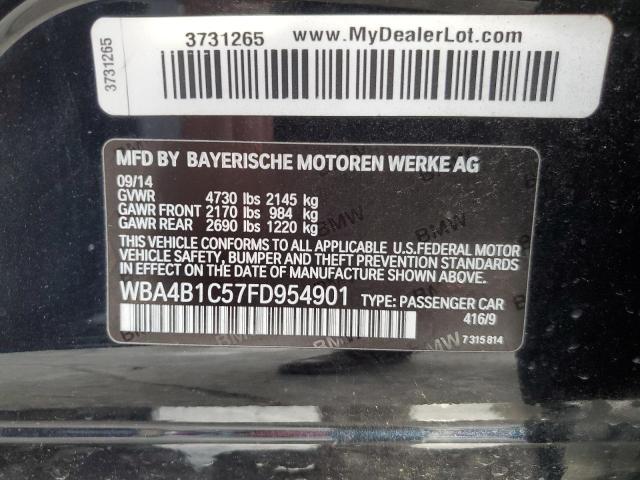 3731265
3731265 www.MyDealerLot.com
MFD BY BAYERISCHE MOTOREN WERKE AG
09/14
GVWR 4730 lbs 2145 kg
GAWR FRONT 2170 lbs 984 kg
GAWR REAR 2690 lbs 1220 kg
THIS VEHICLE CONFORMS TO ALL APPLICABLE U.S.FEDERAL MOTOR
VEHICLE SAFETY, BUMPER, AND THEFT PREVENTION STANDARDS
IN EFFECT ON THE DATE OF MANUFACTURE SHOWN ABOVE.
WBA4B1C57FD954901 TYPE: PASSENGER CAR
416/9
7 315 814